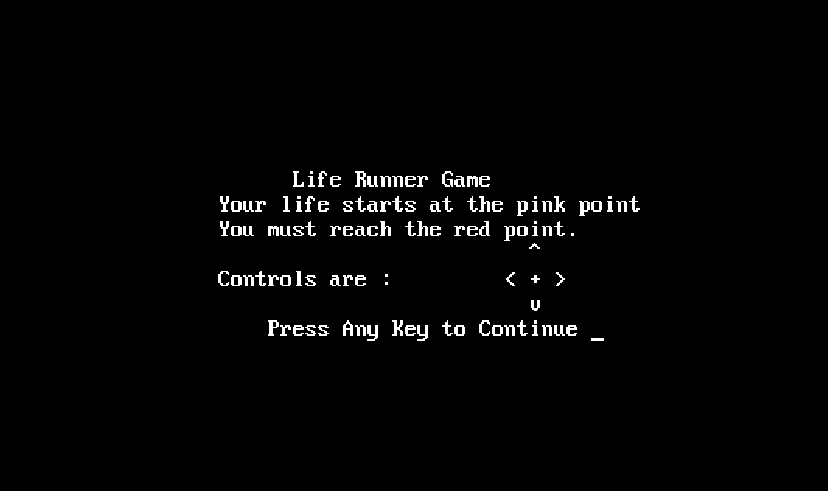 Life Runner Game
Your life starts at the pink point
You must reach the red point.
^
Controls are : < + >
v
Press Any Key to Continue _